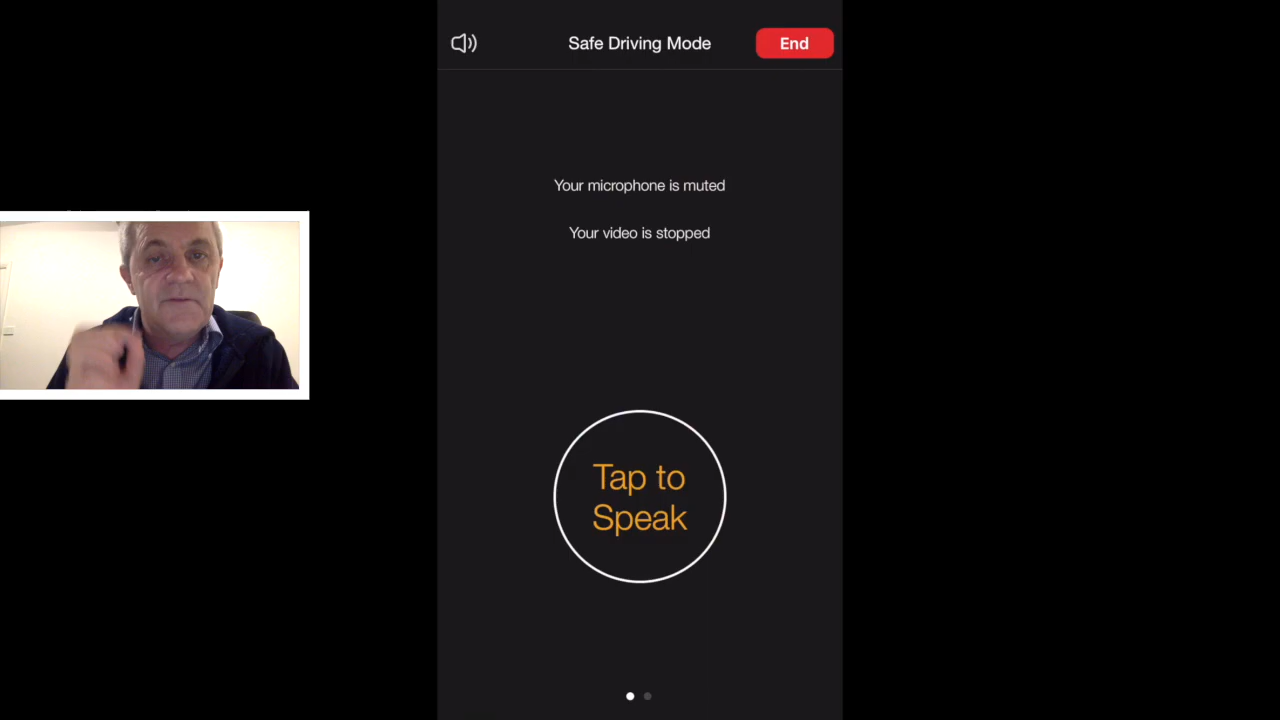 Safe Driving Mode
End
Your microphone is muted
Your video is stopped
Tap to
Speak